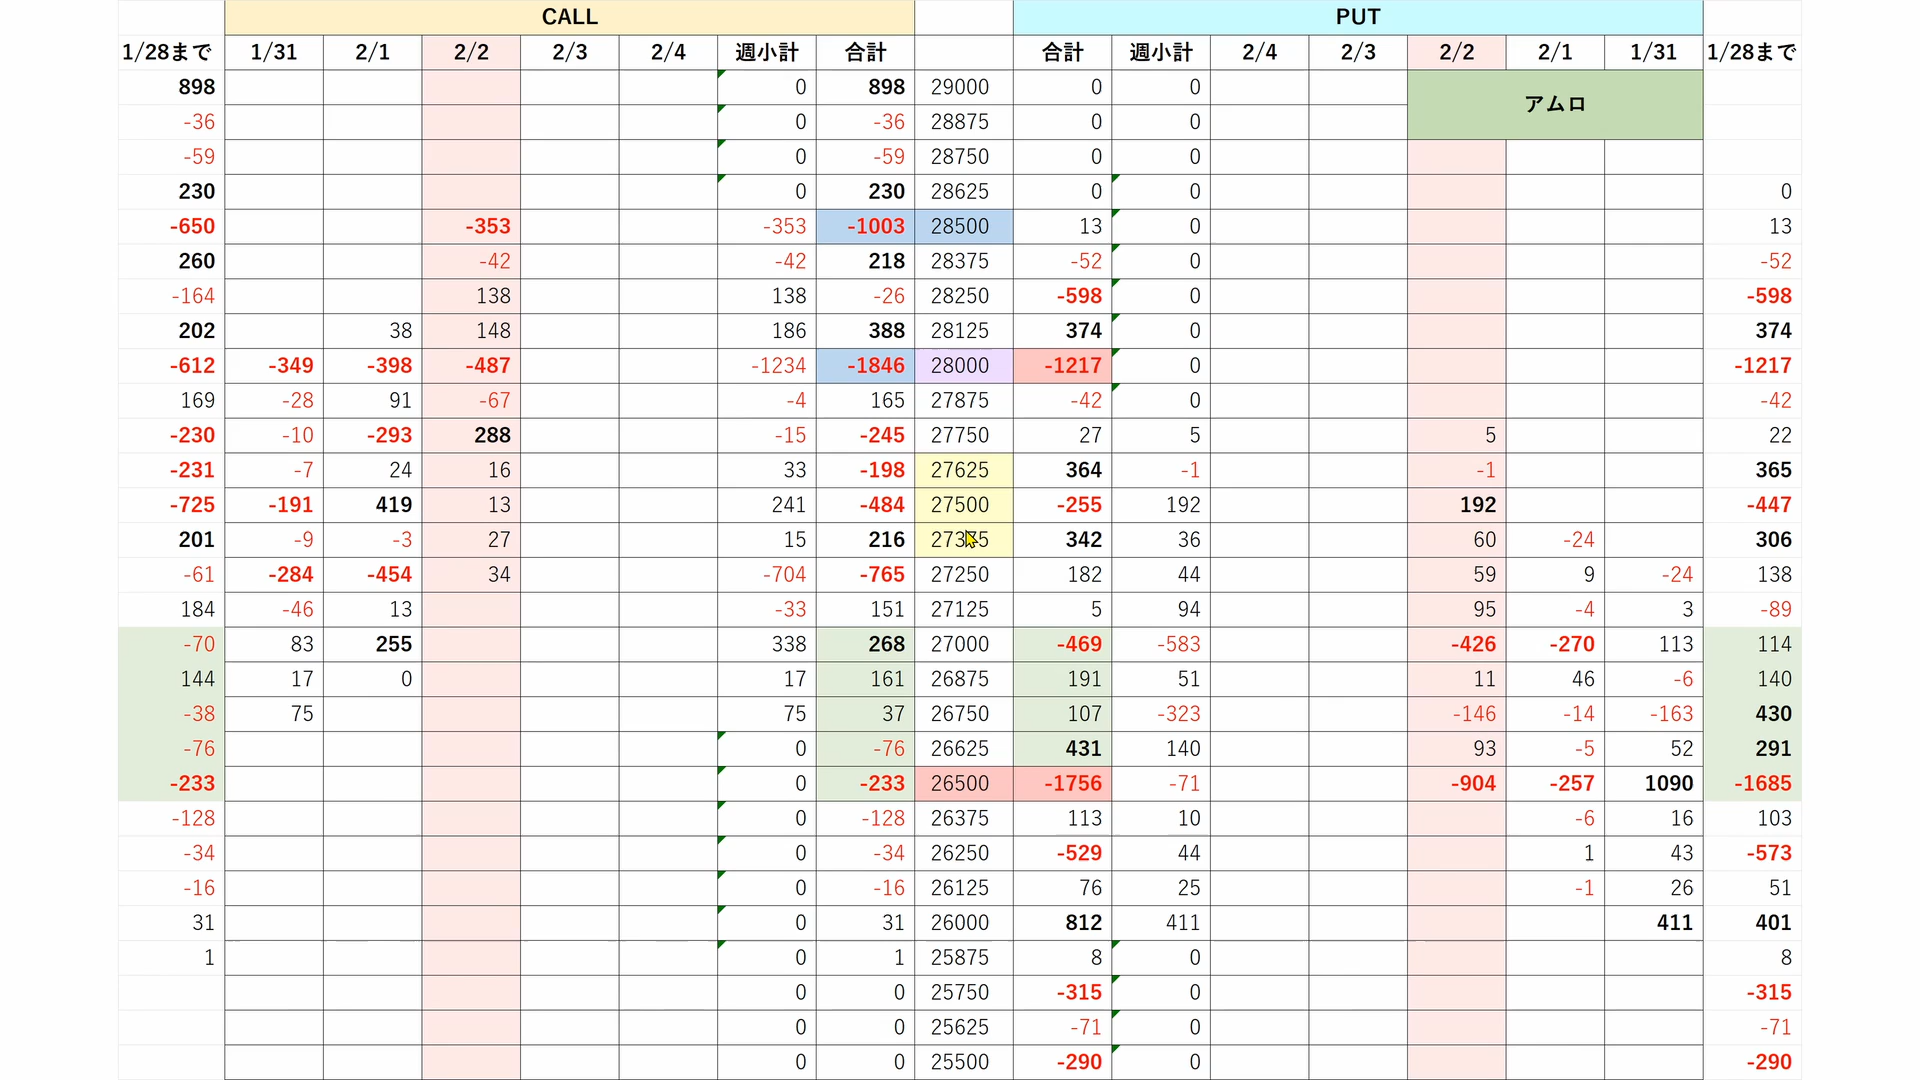 CALL PUT
1/28まで 1/31 2/1 2/2 2/3 2/4 週小計 合計 合計 週小計 2/4 2/3 2/2 2/1 1/31 1/28まで
898 0 898 29000 0 0 アムロ
-36 0 -36 28875 0 0
-59 0 -59 28750 0 0
230 0 230 28625 0 0 0
-650 -353 -353 -1003 28500 13 0 13
260 -42 -42 218 28375 -52 0 -52
-164 138 138 -26 28250 -598 0 -598
202 38 148 186 388 28125 374 0 374
-612 -349 -398 -487 -1234 -1846 28000 -1217 0 -1217
169 -28 91 -67 -4 165 27875 -42 0 -42
-230 -10 -293 288 -15 -245 27750 27 5 5 22
-231 -7 24 16 33 -198 27625 364 -1 -1 365
-725 -191 419 13 241 -484 27500 -255 192 192 -447
201 -9 -3 27 15 216 27375 342 36 60 -24 306
-61 -284 -454 34 -704 -765 27250 182 44 59 9 -24 138
184 -46 13 -33 151 27125 5 94 95 -4 3 -89
-70 83 255 338 268 27000 -469 -583 -426 -270 113 114
144 17 0 17 161 26875 191 51 11 46 -6 140
-38 75 75 37 26750 107 -323 -146 -14 -163 430
-76 0 -76 26625 431 140 93 -5 52 291
-233 0 -233 26500 -1756 -71 -904 -257 1090 -1685
-128 0 -128 26375 113 10 -6 16 103
-34 0 -34 26250 -529 44 1 43 -573
-16 0 -16 26125 76 25 -1 26 51
31 0 31 26000 812 411 411 401
1 0 1 25875 8 0 8
0 0 25750 -315 0 -315
0 0 25625 -71 0 -71
0 0 25500 -290 0 -290